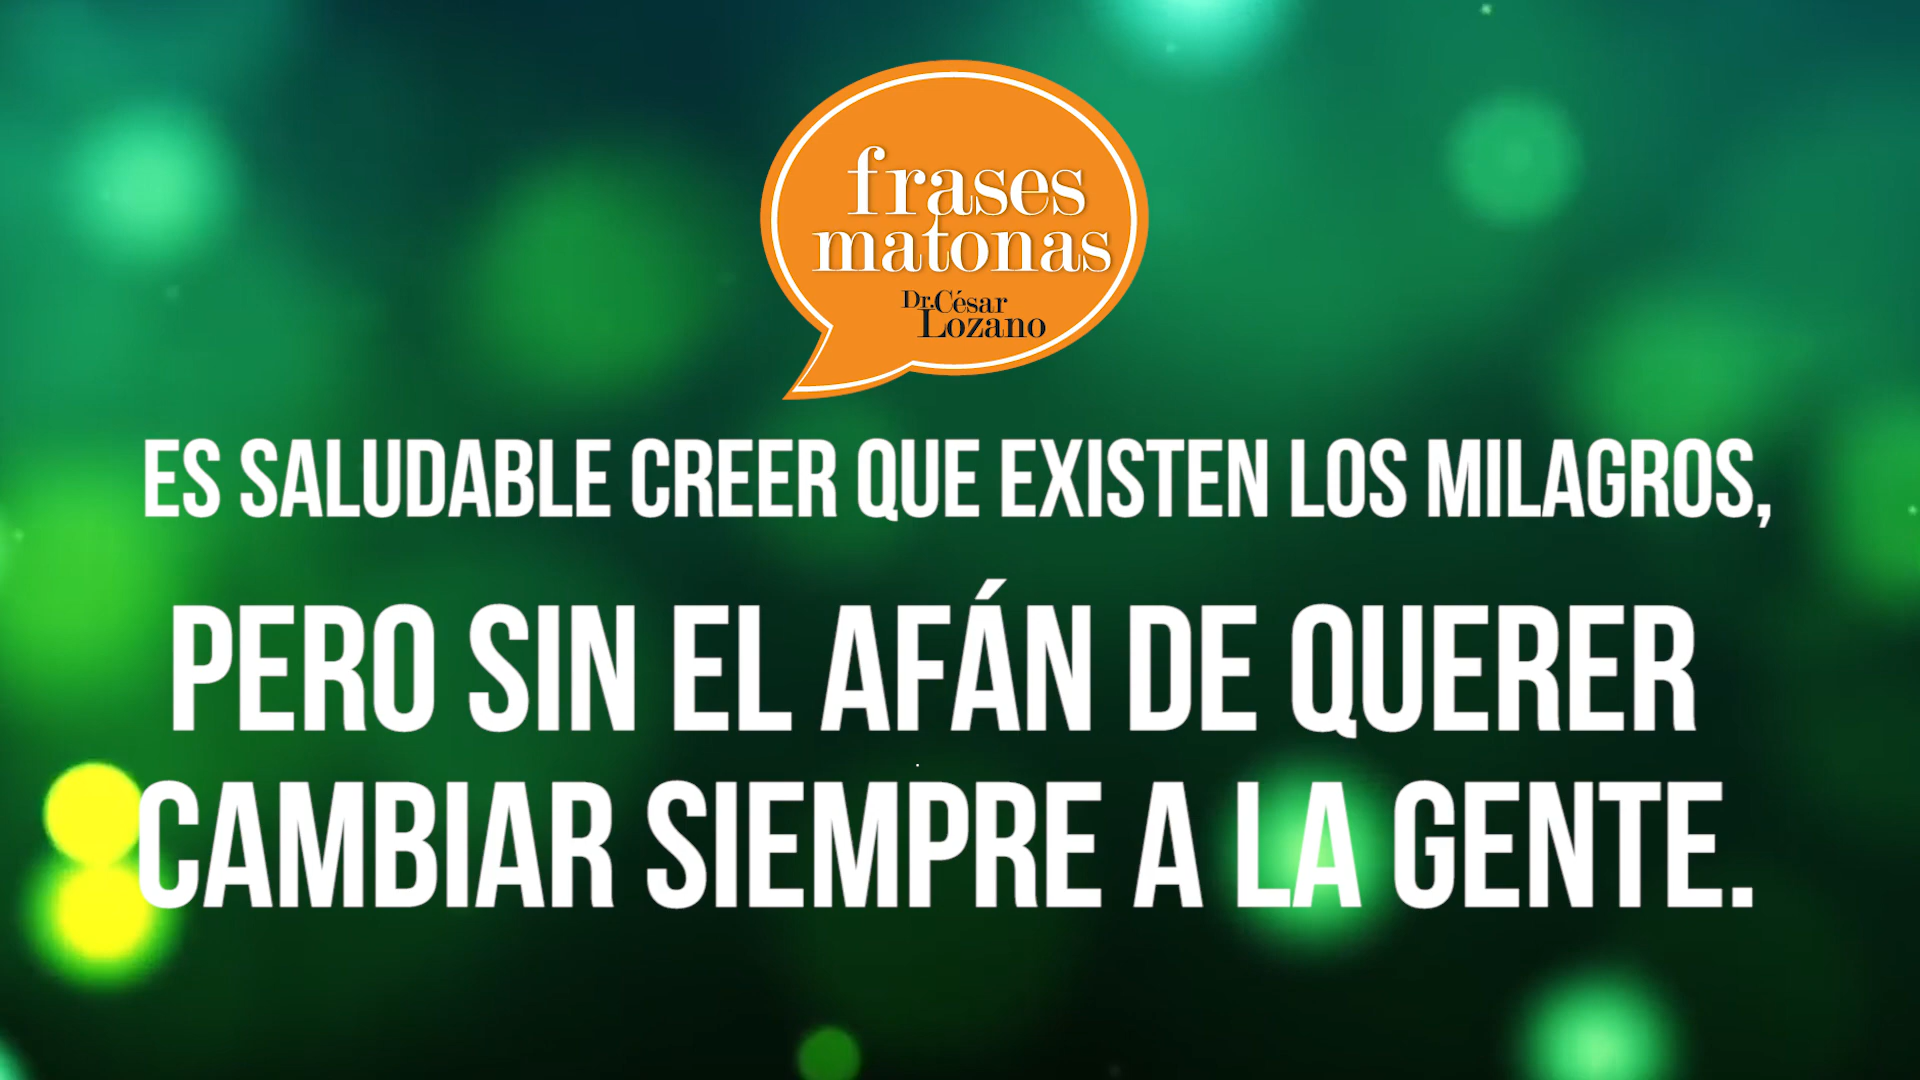 frases
matonas
Dr. César
Lozano
ES SALUDABLE CREER QUE EXISTEN LOS MILAGROS,
PERO SIN EL AFÁN DE QUERER
CAMBIAR SIEMPRE A LA GENTE.